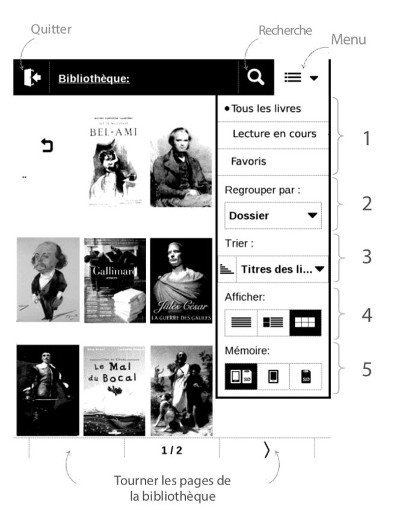 Quitter
Recherche
Menu
Bibliothèque:
Tous les livres
Lecture en cours
Favoris
1
Regrouper par :
Dossier
2
Trier :
Titres des li...
3
Afficher:
4
Mémoire:
SD
SD
5
..
BEL-AMI
Gallimard
Jules César
LA GUERRE DES GAULES
Le Mal
du Bocal
1 / 2
Tourner les pages de
la bibliothèque